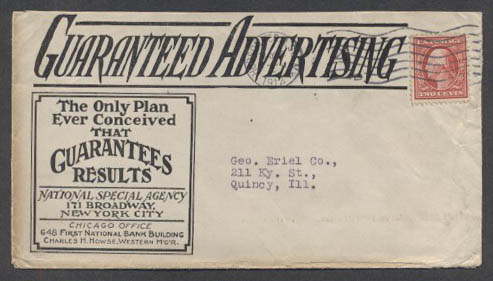 GUARANTEED ADVERTISING
The Only Plan
Ever Conceived
THAT
GUARANTEES
RESULTS
NATIONAL SPECIAL AGENCY
171 BROADWAY,
NEW YORK CITY
CHICAGO OFFICE
648 FIRST NATIONAL BANK BUILDING
CHARLES H. HOWSE, WESTERN M'G'R.
U.S. POSTAGE
TWO CENTS
Geo. Eriel Co.,
211 Ky. St.,
Quincy, Ill.